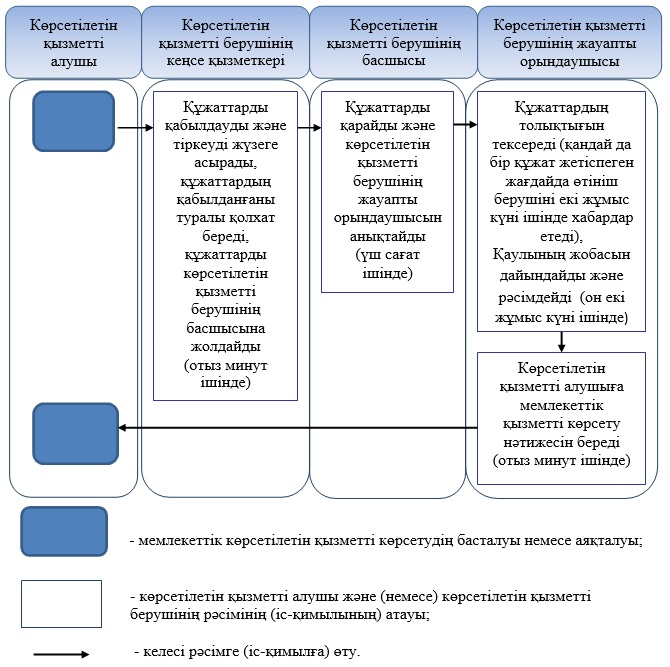 Көрсетілетін
қызметті
алушы
Көрсетілетін
қызметті берушінің
кеңсе қызметкері
Көрсетілетін
қызметті берушінің
басшысы
Көрсетілетін қызметті
берушінің жауапты
орындаушысы
Құжаттарды
қабылдауды және
тіркеуді жүзеге
асырады,
құжаттардың
қабылданғаны
туралы қолхат
береді,
құжаттарды
көрсетілетін
қызметті
берушінің
басшысына
жолдайды
(отыз минут
ішінде)
Құжаттарды
қарайды және
көрсетілетін
қызметті
берушінің
жауапты
орындаушысын
анықтайды
(үш сағат
ішінде)
Құжаттардың
толықтығын
тексереді (қандай да
бір құжат жетіспеген
жағдайда өтініш
берушіні екі жұмыс
күні ішінде хабардар
етеді),
Қаулының жобасын
дайындайды және
рәсімдейді (он екі
жұмыс күні ішінде)
Көрсетілетін
қызметті алушыға
мемлекеттік
қызметті көрсету
нәтижесін береді
(отыз минут ішінде)
- мемлекеттік көрсетілетін қызметті көрсетудің басталуы немесе аяқталуы;
- көрсетілетін қызметті алушы және (немесе) көрсетілетін қызметті
берушінің рәсімінің (іс-қимылының) атауы;
- келесі рәсімге (іс-қимылға) өту.